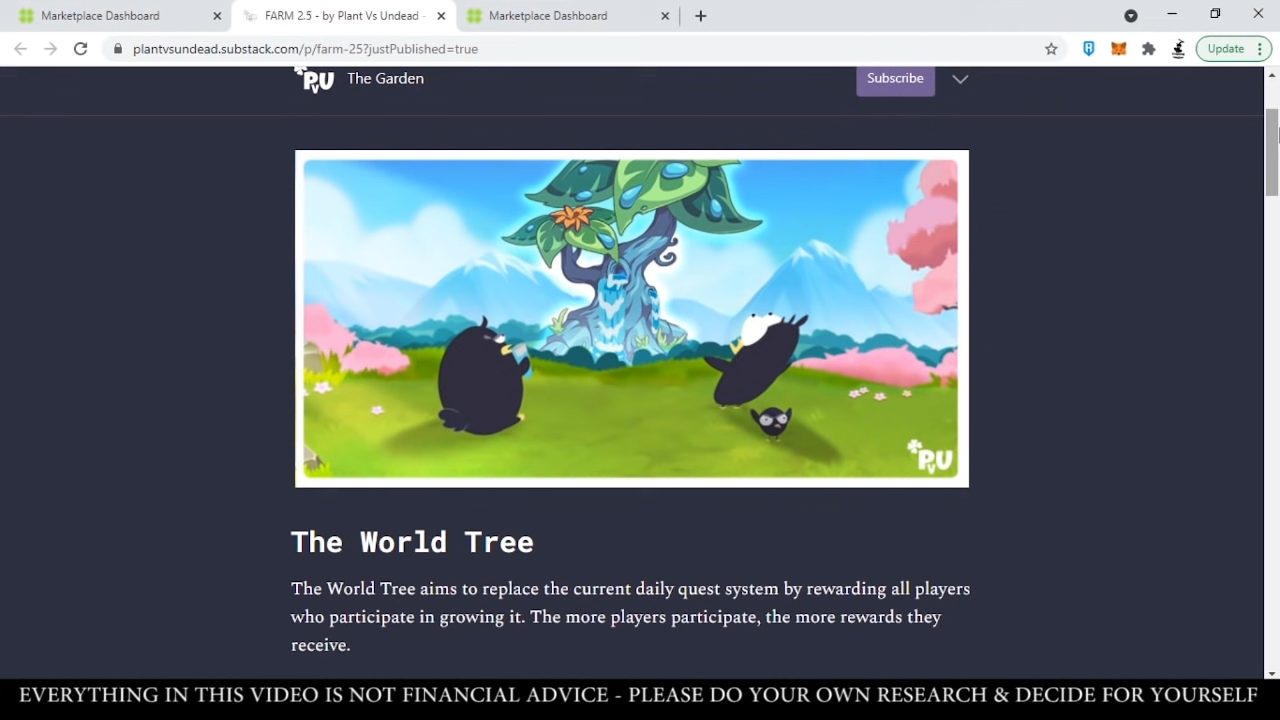 Marketplace Dashboard
FARM 2.5 - by Plant Vs Undead -
Marketplace Dashboard
plantvsundead.substack.com/p/farm-25?justPublished=true
Update
PvU
The Garden
Subscribe
PvU
The World Tree
The World Tree aims to replace the current daily quest system by rewarding all players
who participate in growing it. The more players participate, the more rewards they
receive.
EVERYTHING IN THIS VIDEO IS NOT FINANCIAL ADVICE - PLEASE DO YOUR OWN RESEARCH & DECIDE FOR YOURSELF